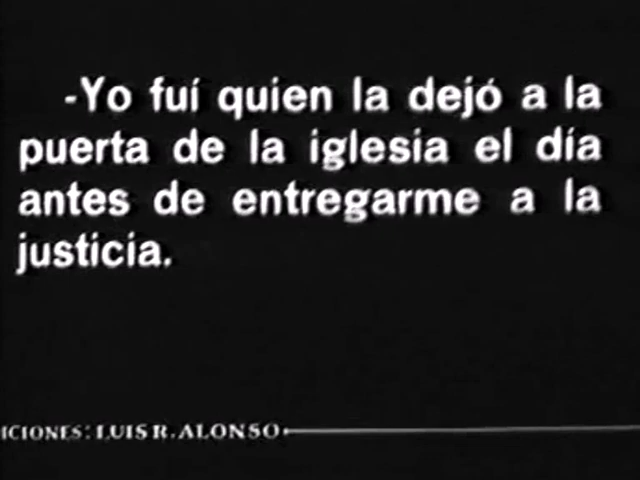 -Yo fuí quien la dejó a la
puerta de la iglesia el día
antes de entregarme a la
justicia.
ICIONES: LUIS R. ALONSO